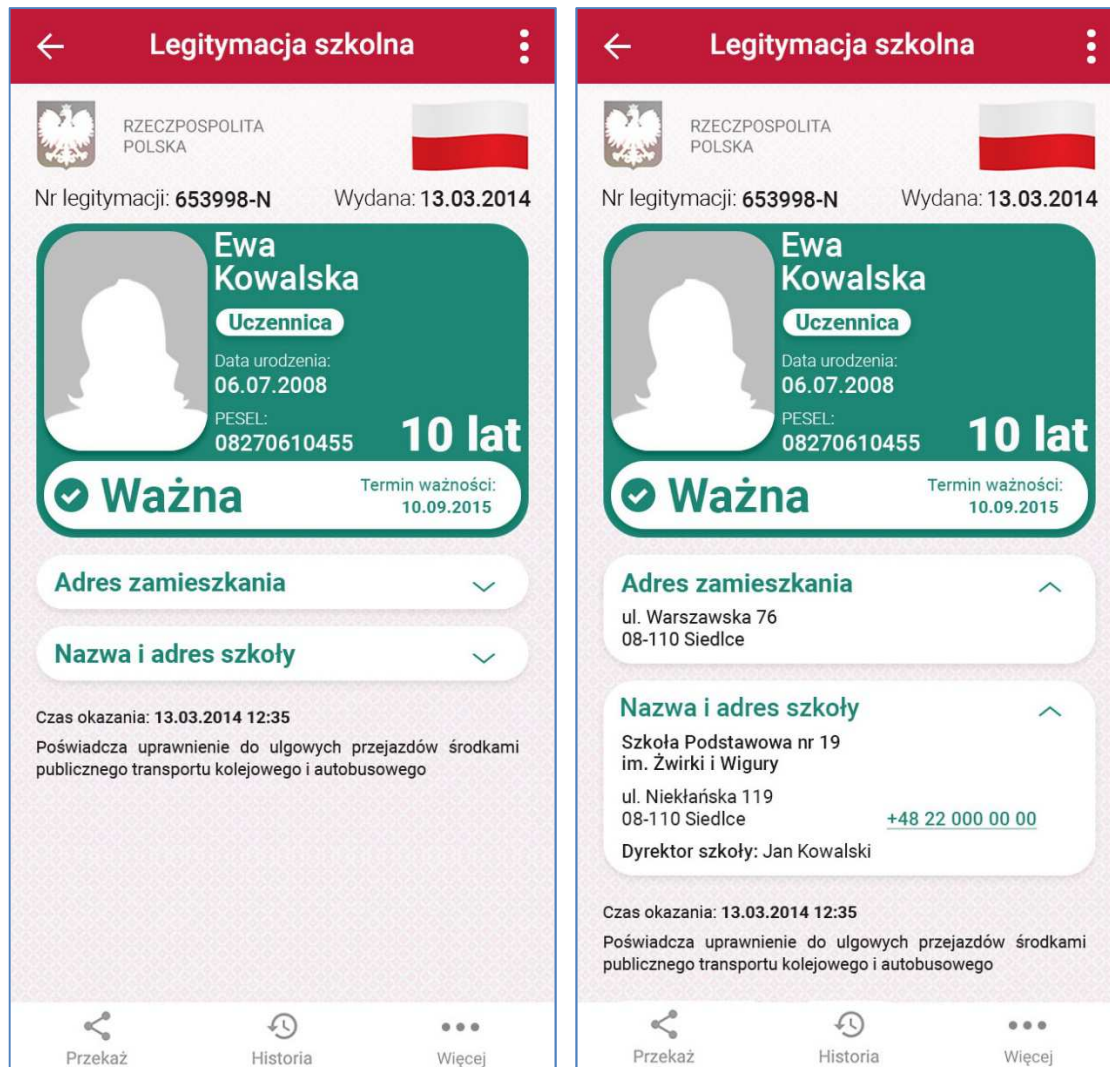 Legitymacja szkolna
RZECZPOSPOLITA
POLSKA
Nr legitymacji: 653998-N Wydana: 13.03.2014
Ewa
Kowalska
Uczennica
Data urodzenia:
06.07.2008
PESEL:
08270610455
10 lat
Ważna
Termin ważności:
10.09.2015
Adres zamieszkania
Nazwa i adres szkoły
Czas okazania: 13.03.2014 12:35
Poświadcza uprawnienie do ulgowych przejazdów środkami
publicznego transportu kolejowego i autobusowego
Przekaż Historia Więcej
Legitymacja szkolna
RZECZPOSPOLITA
POLSKA
Nr legitymacji: 653998-N Wydana: 13.03.2014
Ewa
Kowalska
Uczennica
Data urodzenia:
06.07.2008
PESEL:
08270610455
10 lat
Ważna
Termin ważności:
10.09.2015
Adres zamieszkania
ul. Warszawska 76
08-110 Siedlce
Nazwa i adres szkoły
Szkoła Podstawowa nr 19
im. Żwirki i Wigury
ul. Niekłańska 119
08-110 Siedlce +48 22 000 00 00
Dyrektor szkoły: Jan Kowalski
Czas okazania: 13.03.2014 12:35
Poświadcza uprawnienie do ulgowych przejazdów środkami
publicznego transportu kolejowego i autobusowego
Przekaż Historia Więcej